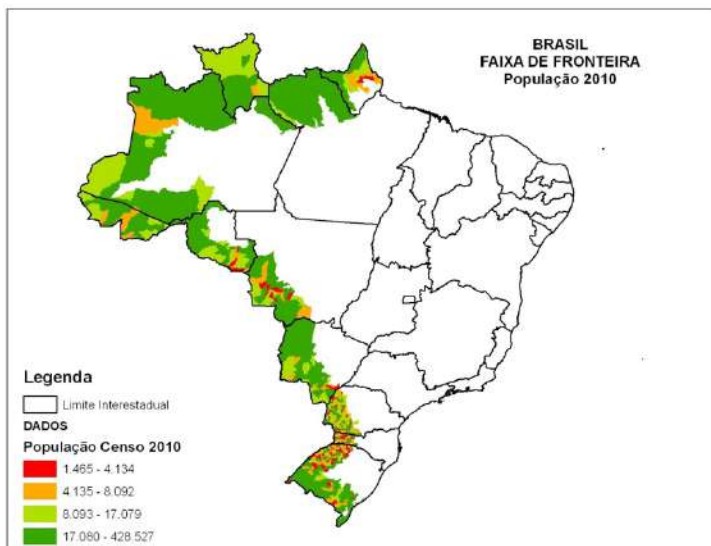 BRASIL
FAIXA DE FRONTEIRA
População 2010
Legenda
Limite Interestadual
DADOS
População Censo 2010
1.465 - 4.134
4.135 - 8.092
8.093 - 17.079
17.080 - 428.527